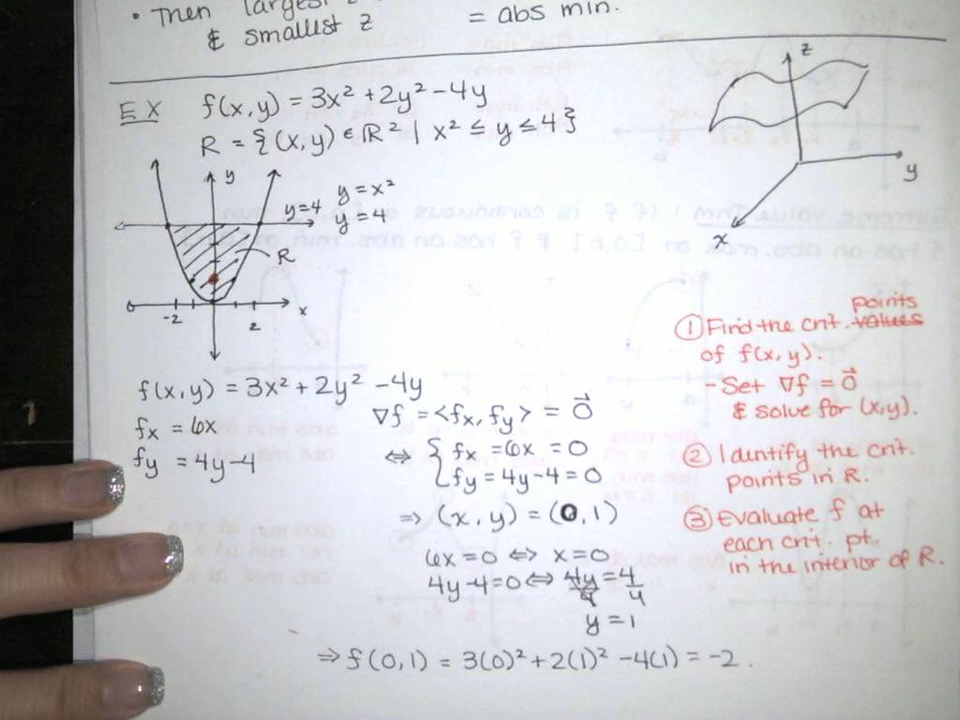 • Then largest z
& smallest z = abs min.
EX f(x,y) = 3x² + 2y² - 4y
R = {(x,y) ∈ ℝ² | x² ≤ y ≤ 4}
z
y
x
y
y = x²
y=4
y = 4
R
x
-2
2
f(x,y) = 3x² + 2y² - 4y
fx = 6x
fy = 4y-4
∇f = <fx, fy> = 0⃗
⇔ { fx = 6x = 0
fy = 4y-4 = 0
⇒ (x, y) = (0, 1)
6x = 0 ⇔ x = 0
4y-4=0 ⇔ 4y/4 = 4/4
y = 1
⇒ f(0,1) = 3(0)² + 2(1)² - 4(1) = -2.
① Find the crit. points values
of f(x,y).
- Set ∇f = 0⃗
& solve for (x,y).
② Identify the crit.
points in R.
③ Evaluate f at
each crit. pt.
in the interior of R.